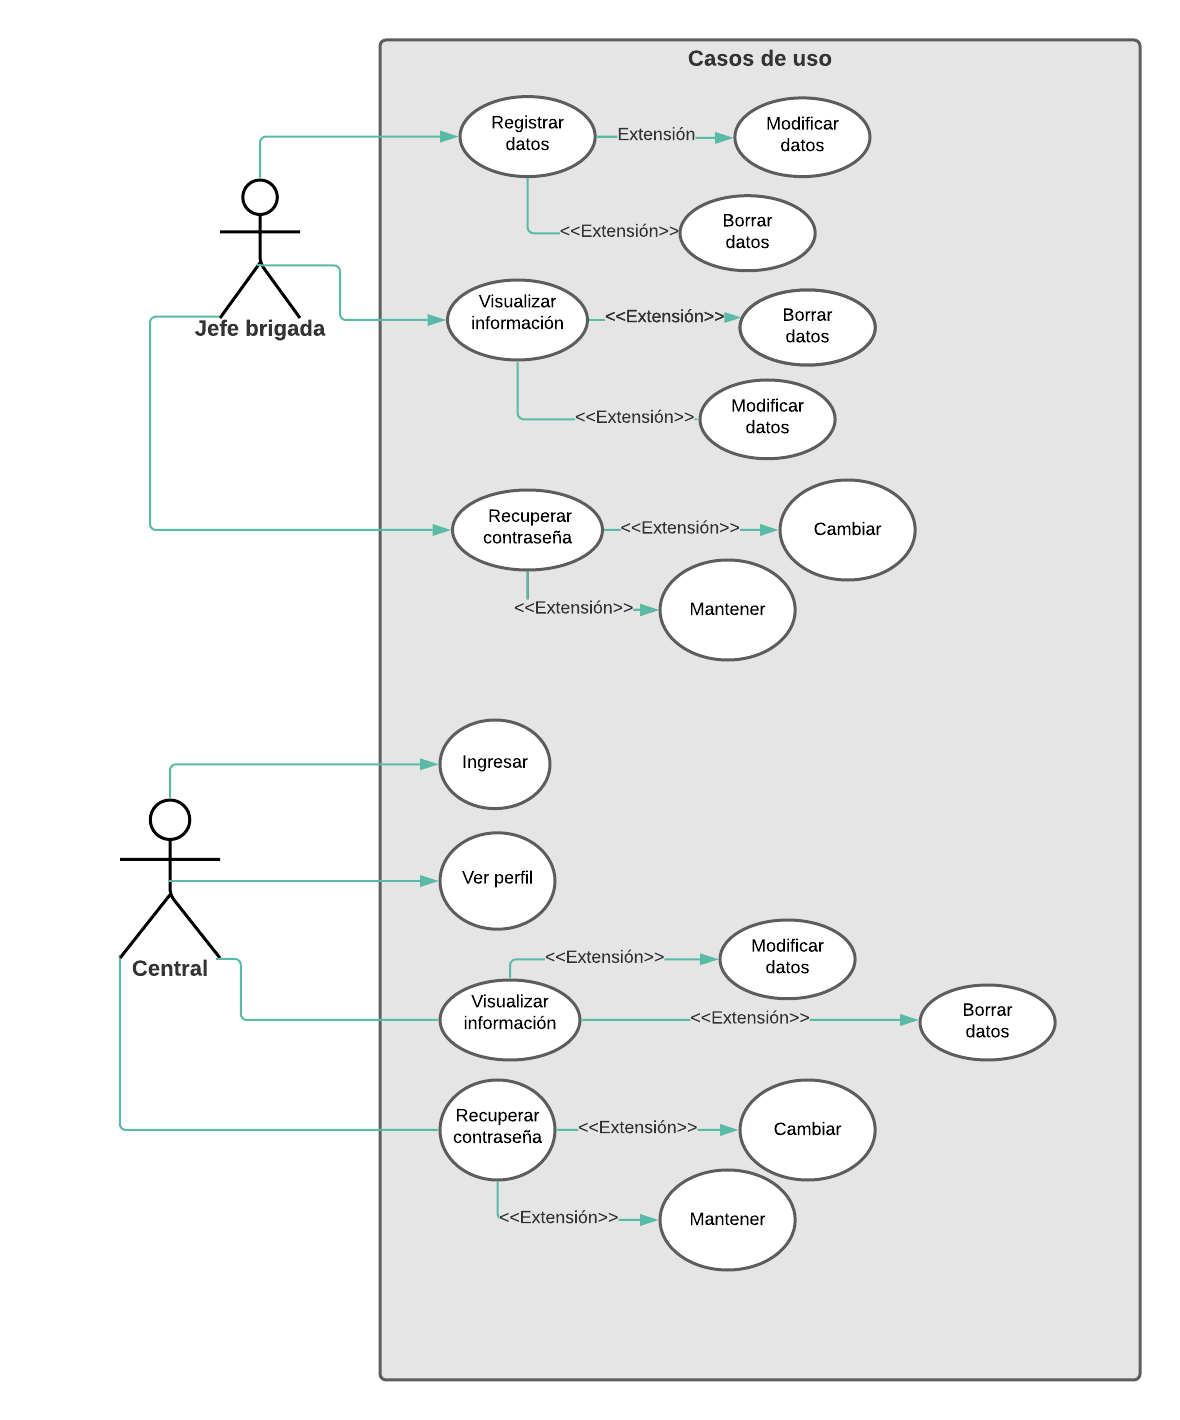 Casos de uso
Registrar
datos
Extensión
Modificar
datos
<<Extensión>>
Borrar
datos
Jefe brigada
Visualizar
información
<<Extensión>>
Borrar
datos
<<Extensión>>
Modificar
datos
Recuperar
contraseña
<<Extensión>>
Cambiar
<<Extensión>>
Mantener
Ingresar
Ver perfil
Central
<<Extensión>>
Modificar
datos
Visualizar
información
<<Extensión>>
Borrar
datos
Recuperar
contraseña
<<Extensión>>
Cambiar
<<Extensión>>
Mantener